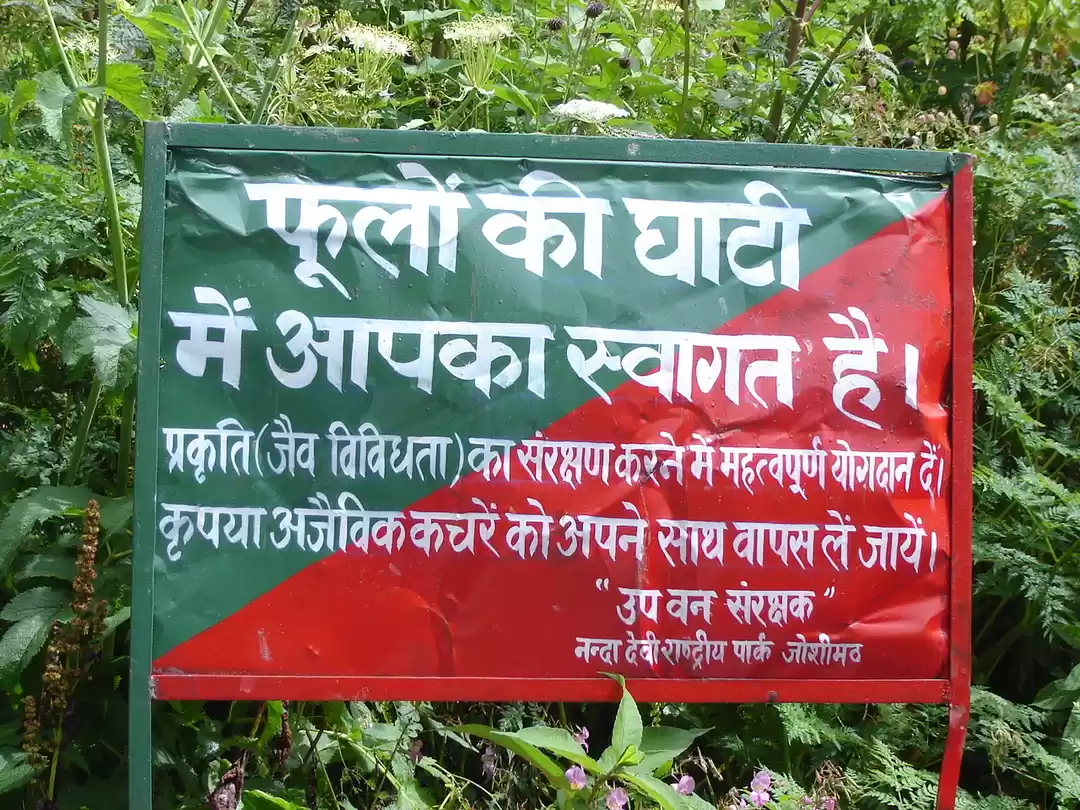 फूलों की घाटी
में आपका स्वागत है।
प्रकृति (जैव विविधता) का संरक्षण करने में महत्वपूर्ण योगदान दें।
कृपया अजैविक कचरें को अपने साथ वापस लें जायें।
"उप वन संरक्षक"
नन्दा देवी राष्ट्रीय पार्क जोशीमठ